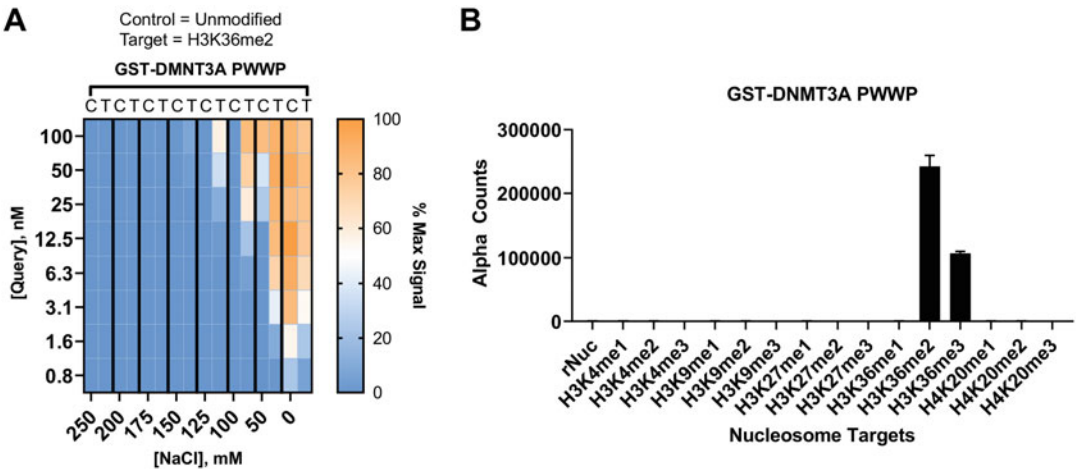 A
Control = Unmodified
Target = H3K36me2
GST-DMNT3A PWWP
C T C T C T C T C T C T C T C T
100
50
25
12.5
6.3
3.1
1.6
0.8
[Query], nM
250 200 175 150 125 100 50 0
[NaCl], mM
100
80
60
40
20
0
% Max Signal
B
GST-DNMT3A PWWP
300000
200000
100000
0
Alpha Counts
rNuc
H3K4me1
H3K4me2
H3K4me3
H3K9me1
H3K9me2
H3K9me3
H3K27me1
H3K27me2
H3K27me3
H3K36me1
H3K36me2
H3K36me3
H4K20me1
H4K20me2
H4K20me3
Nucleosome Targets